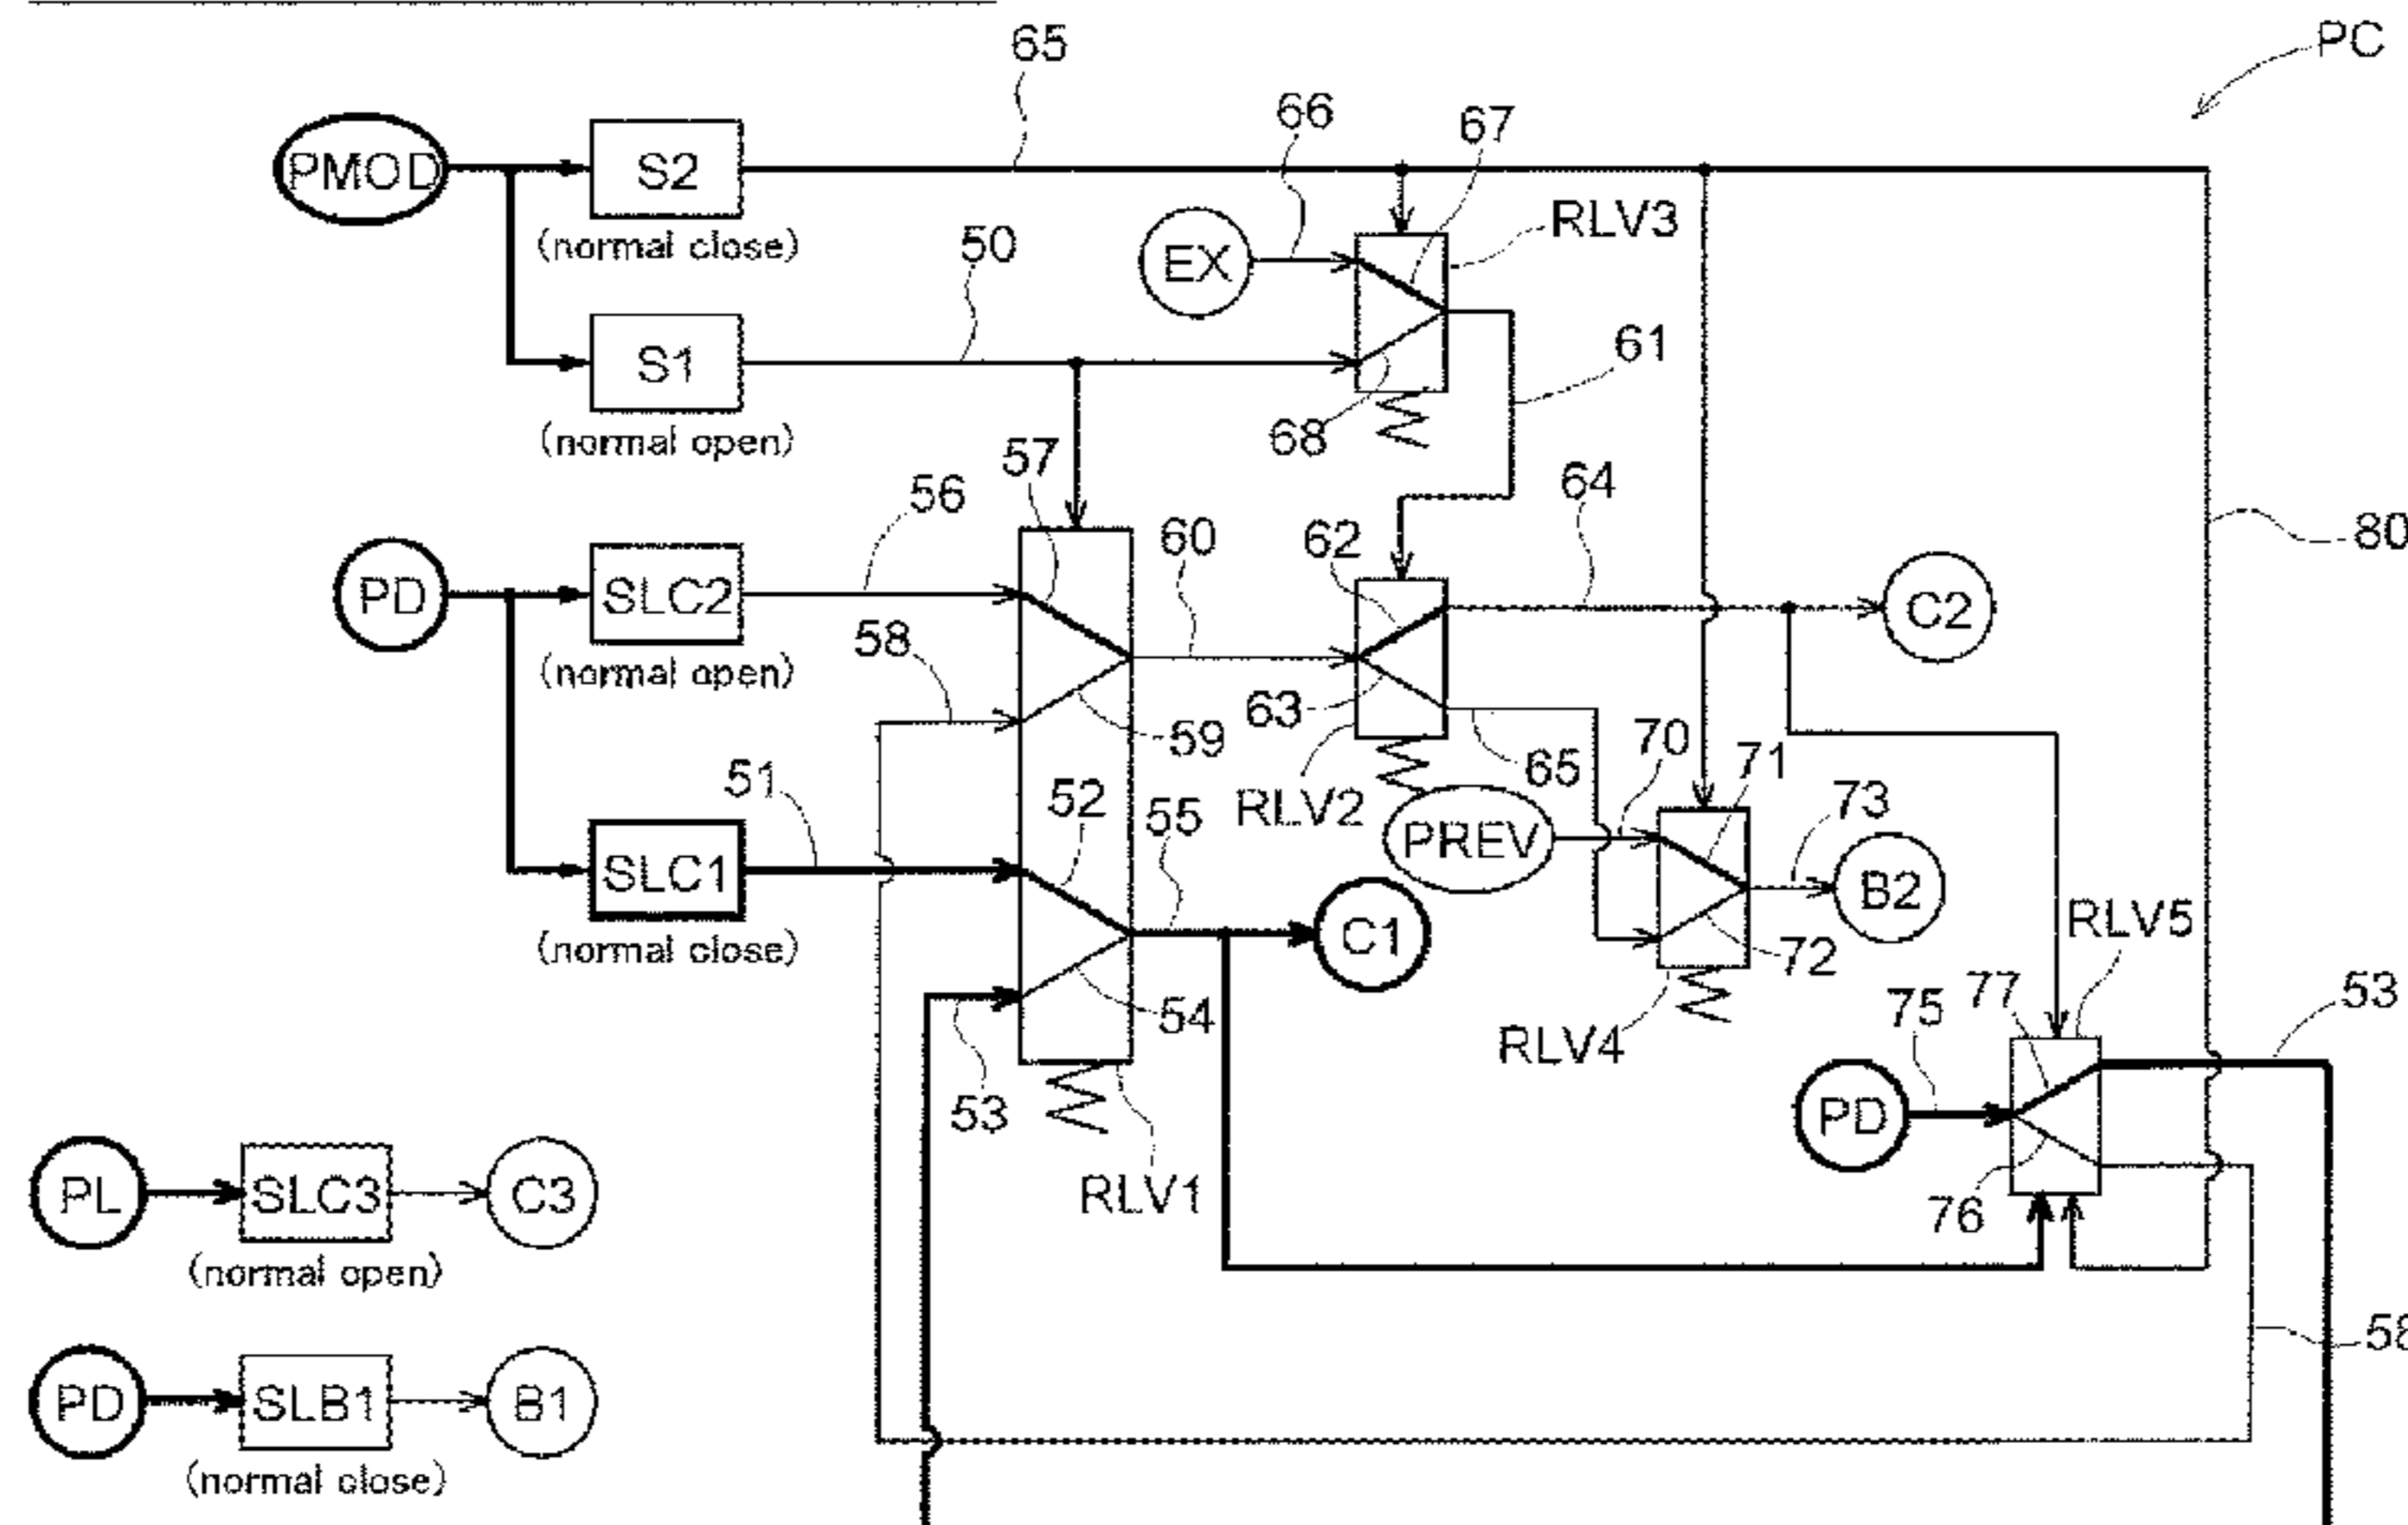 65
PC
66
67
PMOD
S2
RLV3
(normal close)
50
EX
61
S1
68
(normal open)
57
64
56
60
62
80
PD
SLC2
C2
58
(normal open)
63
59
70
71
51
65
52
55
RLV2
73
PREV
SLC1
B2
RLV5
C1
(normal close)
72
54
75
77
53
RLV4
53
PD
PL
SLC3
C3
RLV1
76
(normal open)
58
PD
SLB1
B1
(normal close)